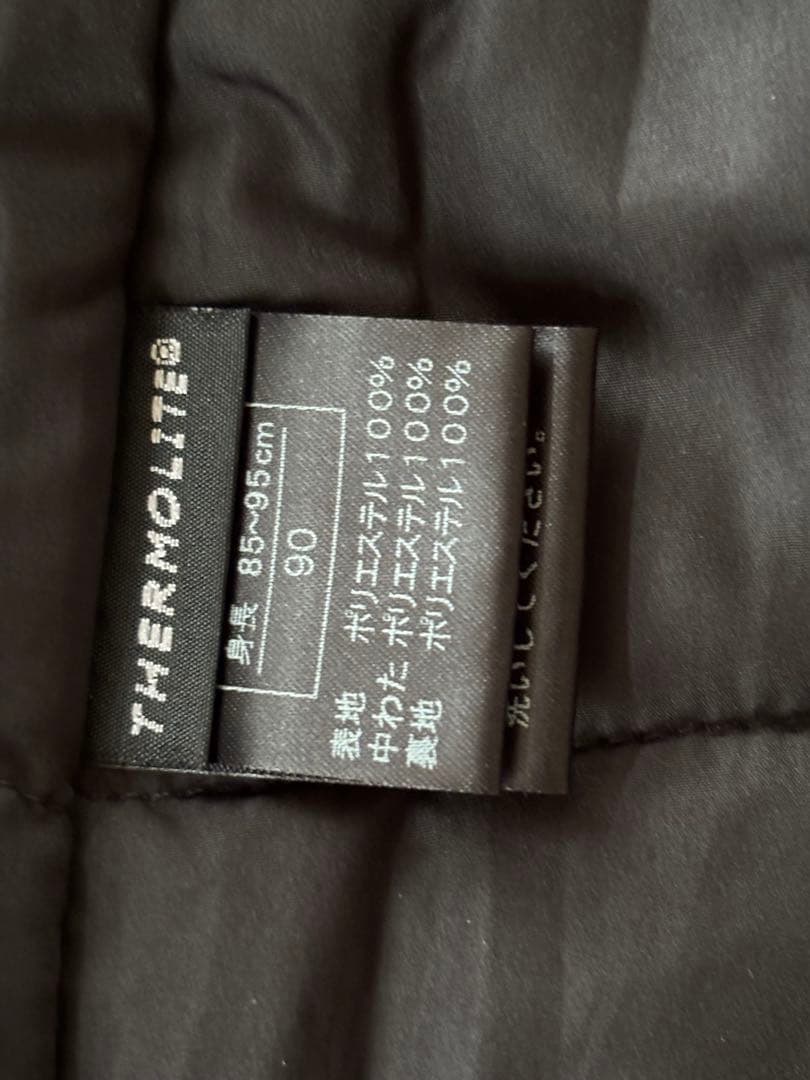 THERMOLITE®
身長 85~95cm
90
表地 ポリエステル100%
中わた ポリエステル100%
裏地 ポリエステル100%
洗いしてください。